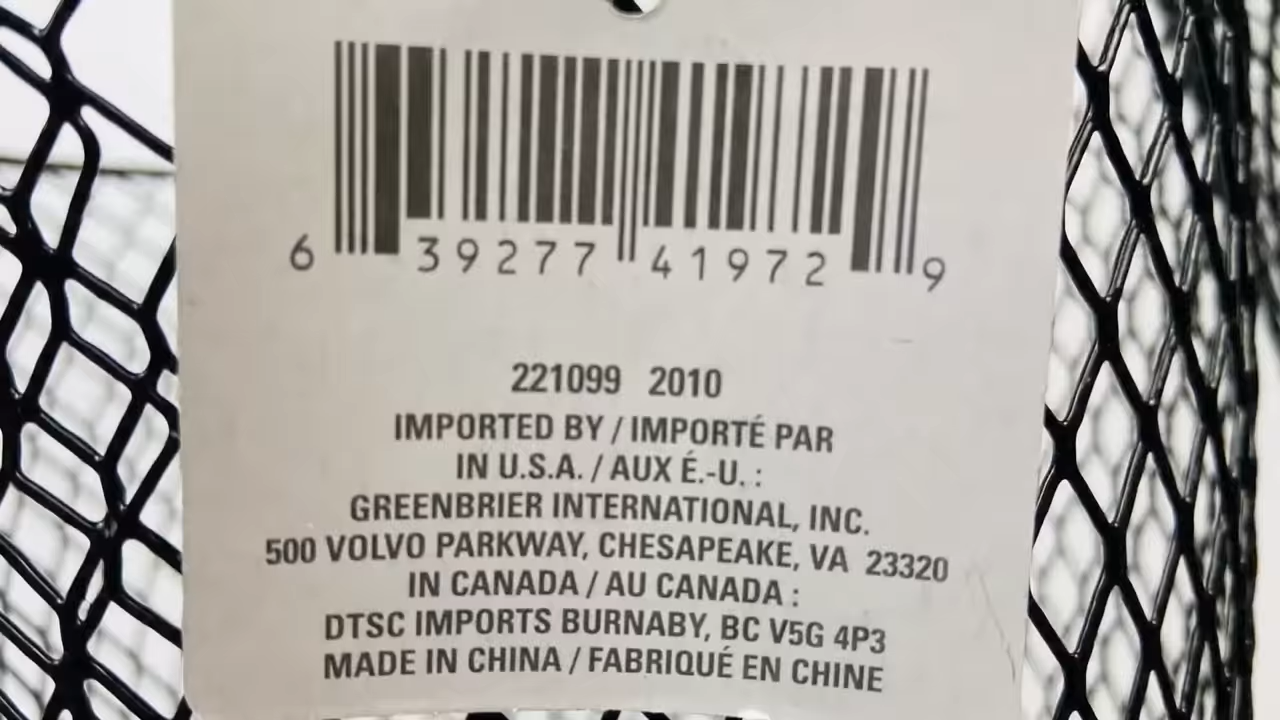 6 39277 41972 9
221099 2010
IMPORTED BY / IMPORTÉ PAR
IN U.S.A. / AUX É.-U. :
GREENBRIER INTERNATIONAL, INC.
500 VOLVO PARKWAY, CHESAPEAKE, VA 23320
IN CANADA / AU CANADA :
DTSC IMPORTS BURNABY, BC V5G 4P3
MADE IN CHINA / FABRIQUÉ EN CHINE